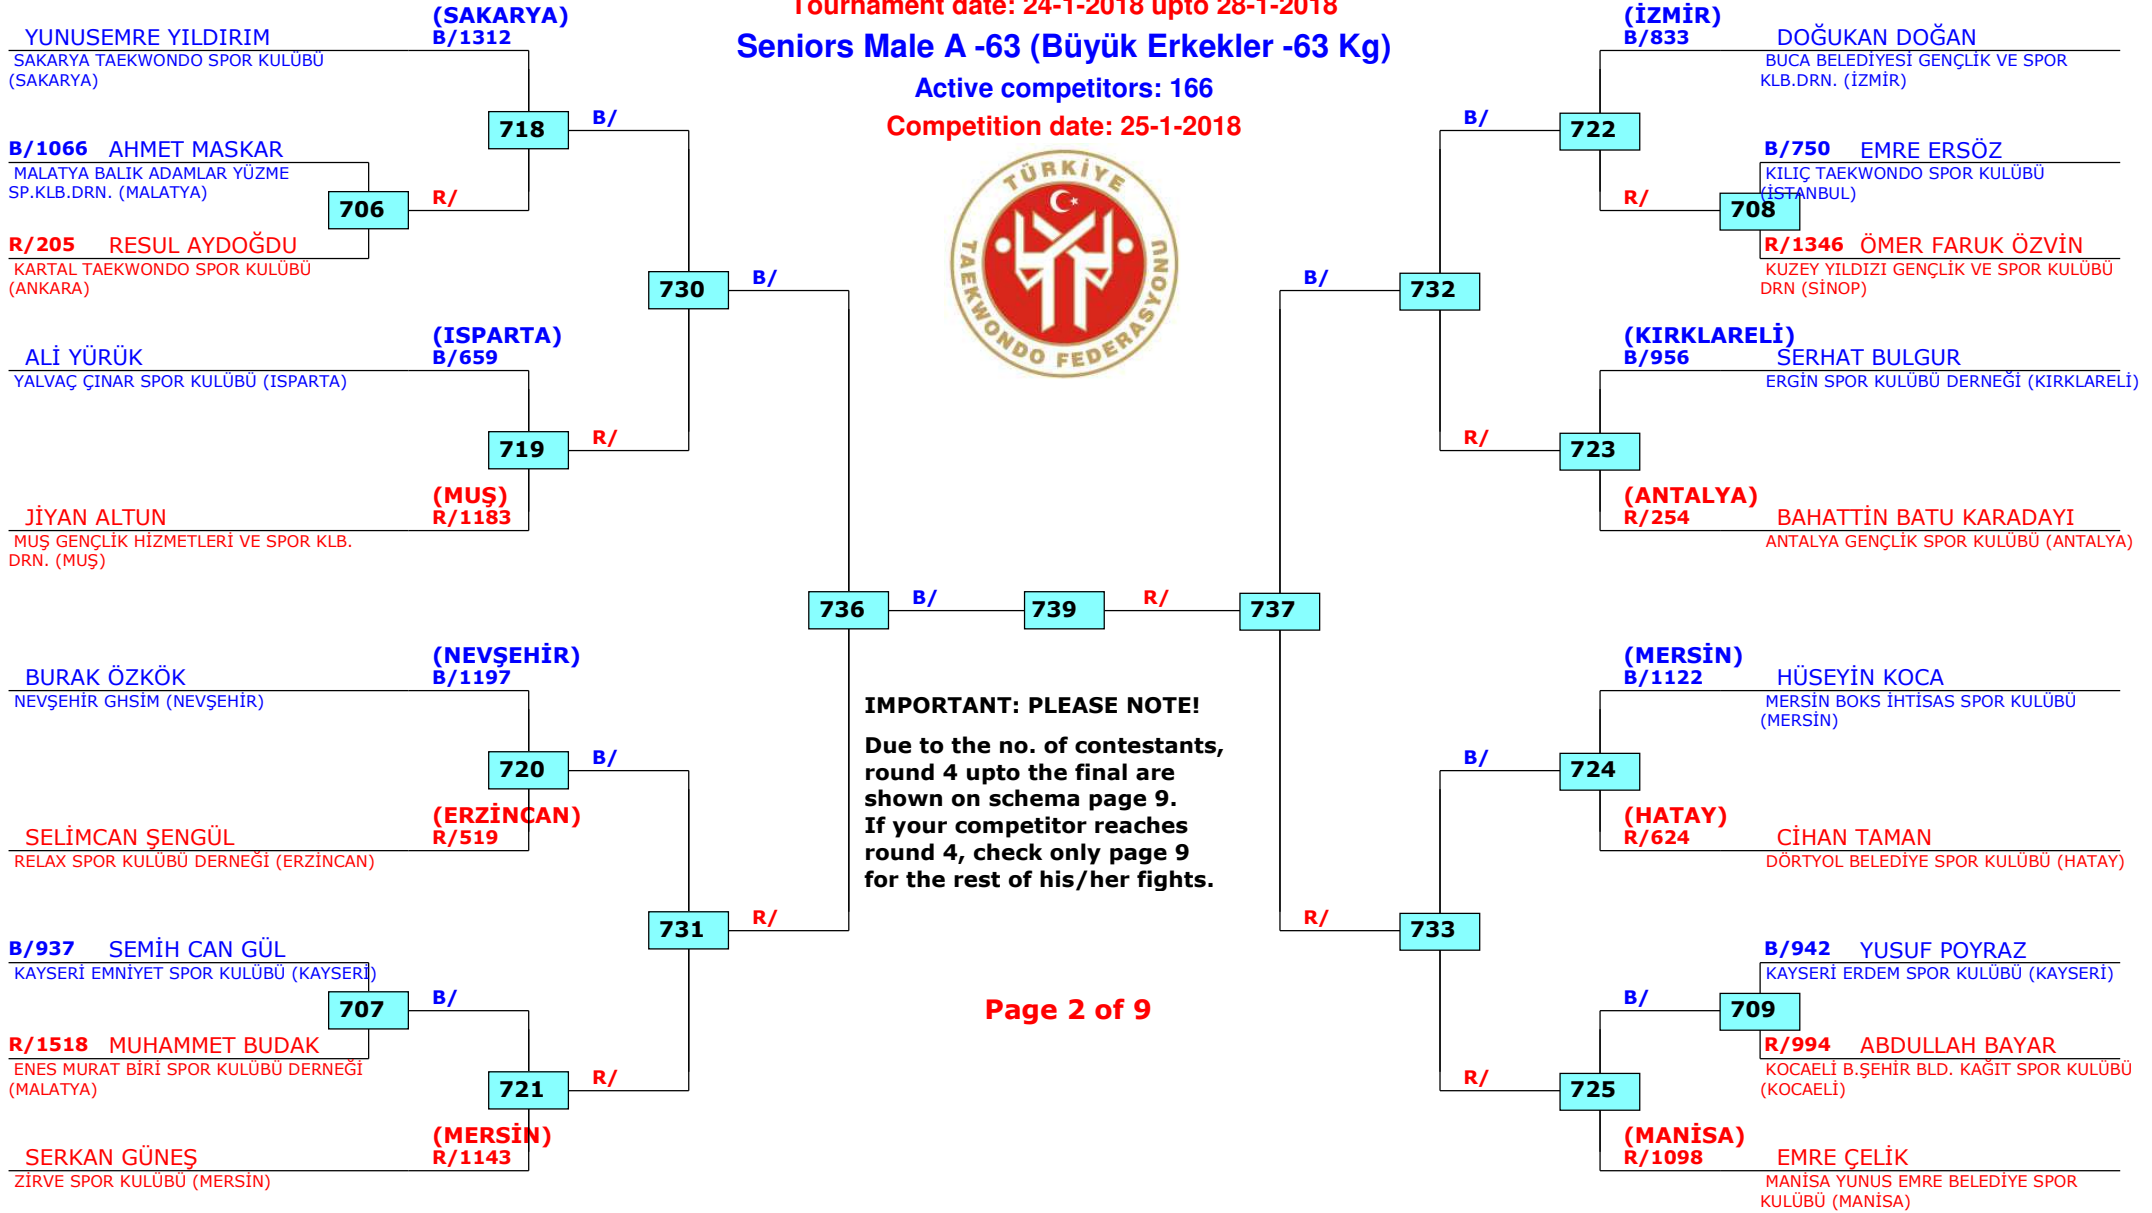 Tournament date: 24-1-2018 upto 28-1-2018
Seniors Male A -63 (Büyük Erkekler -63 Kg)
Active competitors: 166
Competition date: 25-1-2018
TÜRKİYE
TAEKWONDO FEDERASYONU
(SAKARYA)
YUNUSEMRE YILDIRIM B/1312
SAKARYA TAEKWONDO SPOR KULÜBÜ
(SAKARYA)
718 B/
B/1066 AHMET MASKAR
MALATYA BALIK ADAMLAR YÜZME
SP.KLB.DRN. (MALATYA)
706 R/
R/205 RESUL AYDOĞDU
KARTAL TAEKWONDO SPOR KULÜBÜ
(ANKARA)
730 B/
(ISPARTA)
ALİ YÜRÜK B/659
YALVAÇ ÇINAR SPOR KULÜBÜ (ISPARTA)
719 R/
(MUŞ)
JİYAN ALTUN R/1183
MUŞ GENÇLİK HİZMETLERİ VE SPOR KLB.
DRN. (MUŞ)
736 B/ 739 R/ 737
(NEVŞEHİR)
BURAK ÖZKÖK B/1197
NEVŞEHİR GHSİM (NEVŞEHİR)
720 B/
(ERZİNCAN)
SELİMCAN ŞENGÜL R/519
RELAX SPOR KULÜBÜ DERNEĞİ (ERZİNCAN)
731 R/
B/937 SEMİH CAN GÜL
KAYSERİ EMNİYET SPOR KULÜBÜ (KAYSERİ)
707 B/
R/1518 MUHAMMET BUDAK
ENES MURAT BİRİ SPOR KULÜBÜ DERNEĞİ
(MALATYA)
721 R/
(MERSİN)
SERKAN GÜNEŞ R/1143
ZİRVE SPOR KULÜBÜ (MERSİN)
IMPORTANT: PLEASE NOTE!
Due to the no. of contestants,
round 4 upto the final are
shown on schema page 9.
If your competitor reaches
round 4, check only page 9
for the rest of his/her fights.
Page 2 of 9
(İZMİR)
B/833 DOĞUKAN DOĞAN
BUCA BELEDİYESİ GENÇLİK VE SPOR
KLB.DRN. (İZMİR)
B/ 722
B/750 EMRE ERSÖZ
KILIÇ TAEKWONDO SPOR KULÜBÜ
(İSTANBUL)
R/ 708
R/1346 ÖMER FARUK ÖZVİN
KUZEY YILDIZI GENÇLİK VE SPOR KULÜBÜ
DRN (SİNOP)
B/ 732
(KIRKLARELİ)
B/956 SERHAT BULGUR
ERGİN SPOR KULÜBÜ DERNEĞİ (KIRKLARELİ)
R/ 723
(ANTALYA)
R/254 BAHATTİN BATU KARADAYI
ANTALYA GENÇLİK SPOR KULÜBÜ (ANTALYA)
(MERSİN)
B/1122 HÜSEYİN KOCA
MERSİN BOKS İHTİSAS SPOR KULÜBÜ
(MERSİN)
B/ 724
(HATAY)
R/624 CİHAN TAMAN
DÖRTYOL BELEDİYE SPOR KULÜBÜ (HATAY)
R/ 733
B/942 YUSUF POYRAZ
KAYSERİ ERDEM SPOR KULÜBÜ (KAYSERİ)
B/ 709
R/994 ABDULLAH BAYAR
KOCAELİ B.ŞEHİR BLD. KAĞIT SPOR KULÜBÜ
(KOCAELİ)
R/ 725
(MANİSA)
R/1098 EMRE ÇELİK
MANİSA YUNUS EMRE BELEDİYE SPOR
KULÜBÜ (MANİSA)